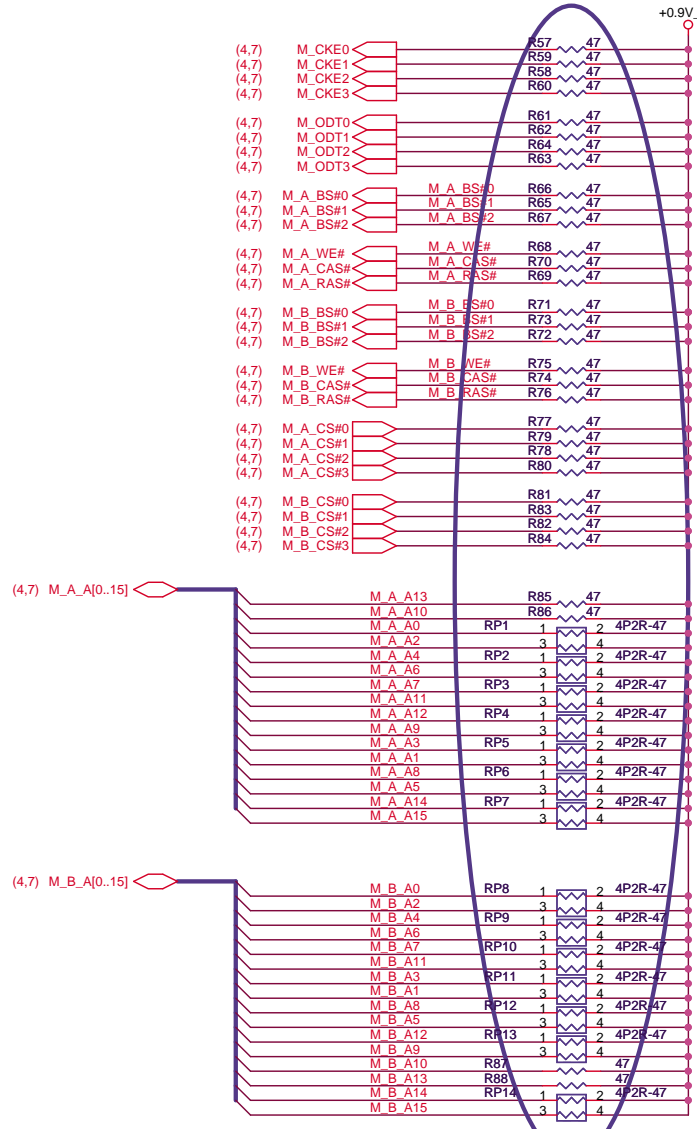 +0.9V_
(4,7) M_CKE0 R57 47
(4,7) M_CKE1 R59 47
(4,7) M_CKE2 R58 47
(4,7) M_CKE3 R60 47
(4,7) M_ODT0 R61 47
(4,7) M_ODT1 R62 47
(4,7) M_ODT2 R64 47
(4,7) M_ODT3 R63 47
(4,7) M_A_BS#0 M_A_BS#0 R66 47
(4,7) M_A_BS#1 M_A_BS#1 R65 47
(4,7) M_A_BS#2 M_A_BS#2 R67 47
(4,7) M_A_WE# M_A_WE# R68 47
(4,7) M_A_CAS# M_A_CAS# R70 47
(4,7) M_A_RAS# M_A_RAS# R69 47
(4,7) M_B_BS#0 M_B_BS#0 R71 47
(4,7) M_B_BS#1 M_B_BS#1 R73 47
(4,7) M_B_BS#2 M_B_BS#2 R72 47
(4,7) M_B_WE# M_B_WE# R75 47
(4,7) M_B_CAS# M_B_CAS# R74 47
(4,7) M_B_RAS# M_B_RAS# R76 47
(4,7) M_A_CS#0 R77 47
(4,7) M_A_CS#1 R79 47
(4,7) M_A_CS#2 R78 47
(4,7) M_A_CS#3 R80 47
(4,7) M_B_CS#0 R81 47
(4,7) M_B_CS#1 R83 47
(4,7) M_B_CS#2 R82 47
(4,7) M_B_CS#3 R84 47
(4,7) M_A_A[0..15]
M_A_A13 R85 47
M_A_A10 R86 47
M_A_A0 RP1 1 2 4P2R-47
M_A_A2 3 4
M_A_A4 RP2 1 2 4P2R-47
M_A_A6 3 4
M_A_A7 RP3 1 2 4P2R-47
M_A_A11 3 4
M_A_A12 RP4 1 2 4P2R-47
M_A_A9 3 4
M_A_A3 RP5 1 2 4P2R-47
M_A_A1 3 4
M_A_A8 RP6 1 2 4P2R-47
M_A_A5 3 4
M_A_A14 RP7 1 2 4P2R-47
M_A_A15 3 4
(4,7) M_B_A[0..15]
M_B_A0 RP8 1 2 4P2R-47
M_B_A2 3 4
M_B_A4 RP9 1 2 4P2R-47
M_B_A6 3 4
M_B_A7 RP10 1 2 4P2R-47
M_B_A11 3 4
M_B_A3 RP11 1 2 4P2R-47
M_B_A1 3 4
M_B_A8 RP12 1 2 4P2R-47
M_B_A5 3 4
M_B_A12 RP13 1 2 4P2R-47
M_B_A9 3 4
M_B_A10 R87 47
M_B_A13 R88 47
M_B_A14 RP14 1 2 4P2R-47
M_B_A15 3 4